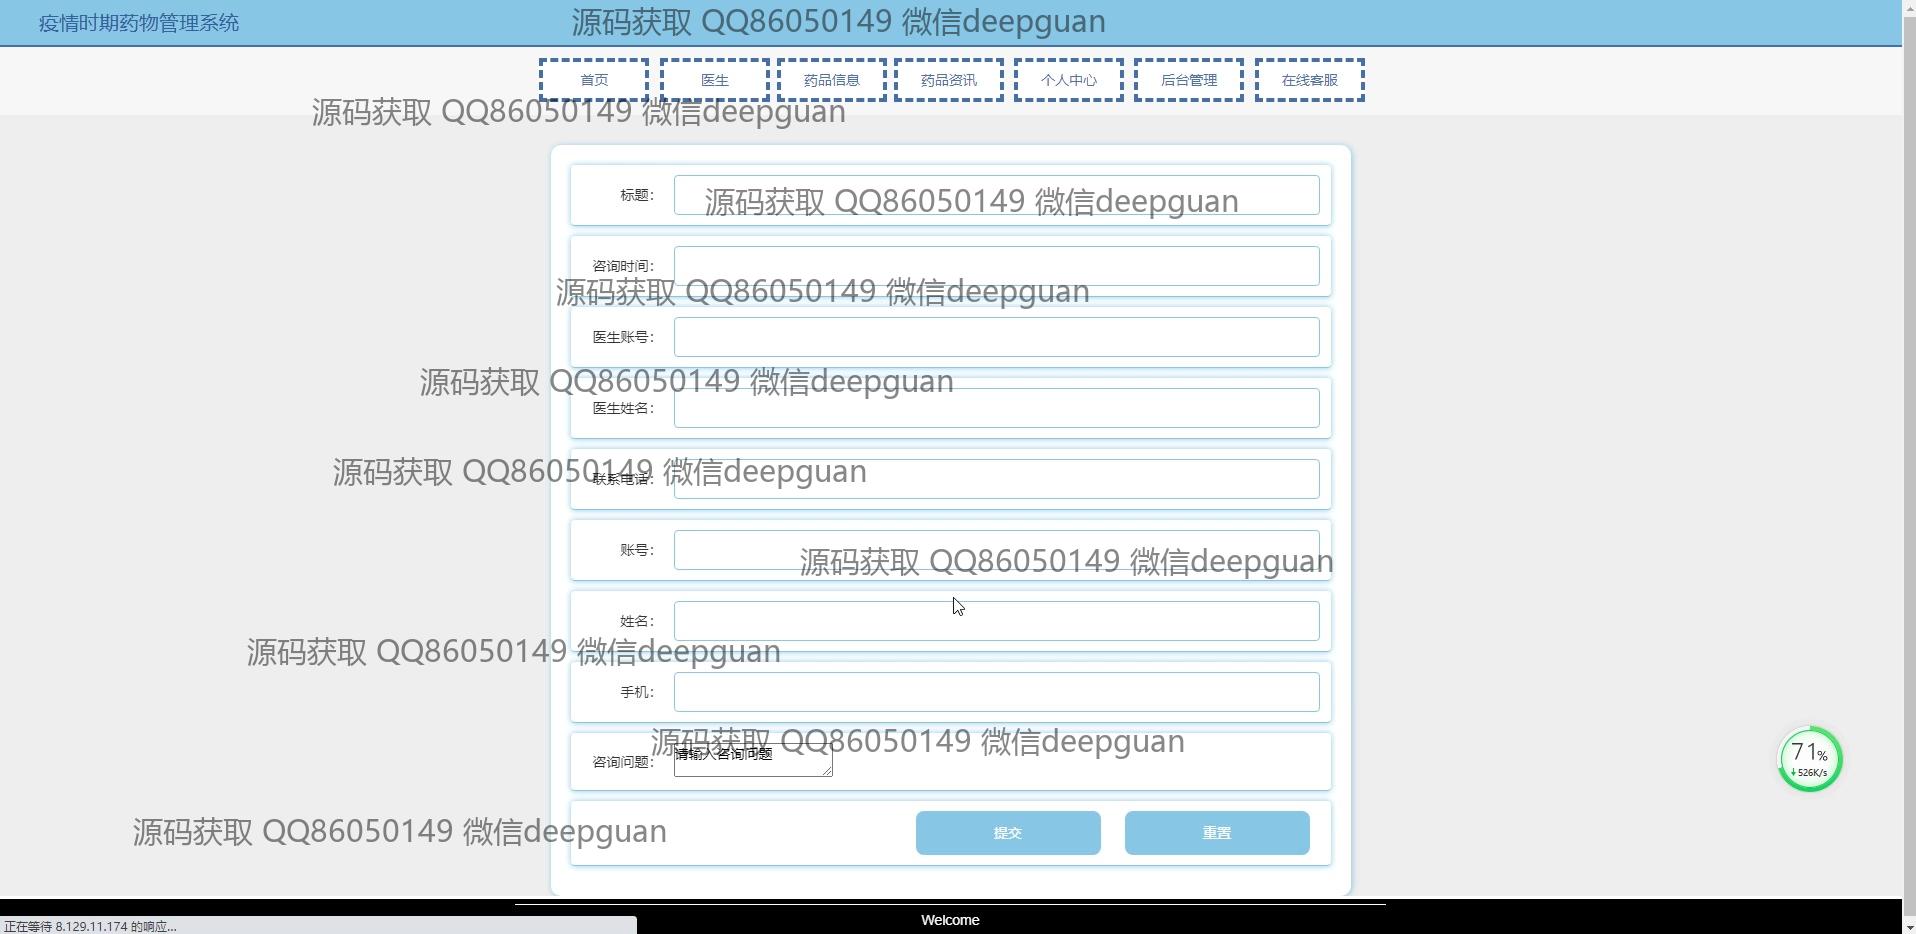 疫情时期药物管理系统
源码获取 QQ86050149 微信deepguan
首页 医生 药品信息 药品资讯 个人中心 后台管理 在线客服
源码获取 QQ86050149 微信deepguan
标题：
源码获取 QQ86050149 微信deepguan
咨询时间：
源码获取 QQ86050149 微信deepguan
医生账号：
源码获取 QQ86050149 微信deepguan
医生姓名：
源码获取 QQ86050149 微信deepguan
联系电话：
账号：
源码获取 QQ86050149 微信deepguan
姓名：
源码获取 QQ86050149 微信deepguan
手机：
源码获取 QQ86050149 微信deepguan
请输入咨询问题
咨询问题：
71%
526K/s
源码获取 QQ86050149 微信deepguan
提交 重置
Welcome
正在等待 8.129.11.174 的响应...